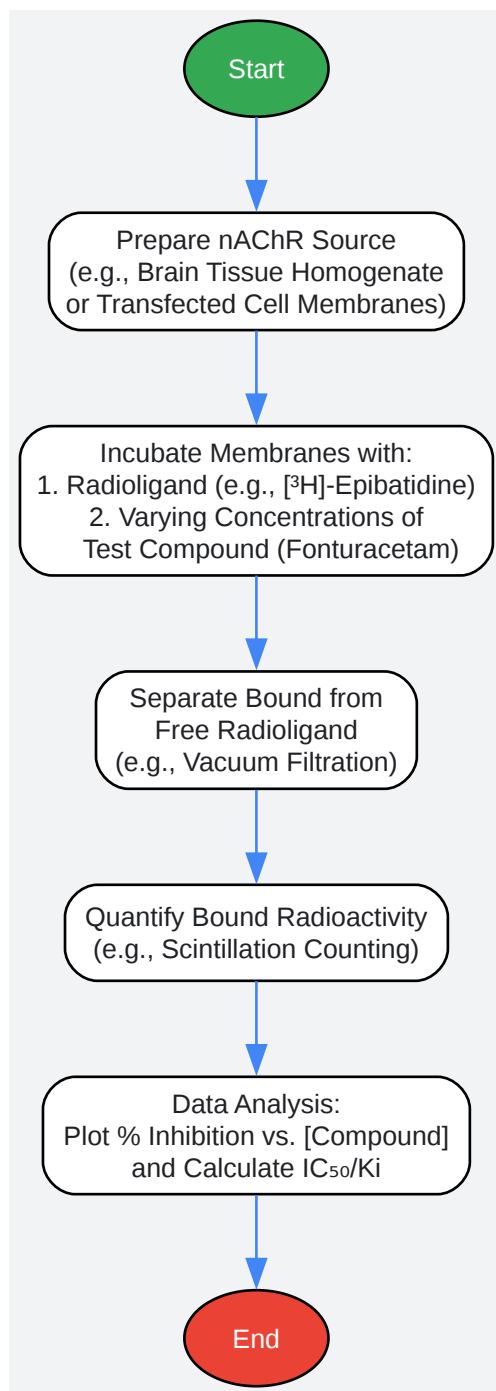 Start
Prepare nAChR Source
(e.g., Brain Tissue Homogenate
or Transfected Cell Membranes)
Incubate Membranes with:
1. Radioligand (e.g., [³H]-Epibatidine)
2. Varying Concentrations of
Test Compound (Fonturacetam)
Separate Bound from
Free Radioligand
(e.g., Vacuum Filtration)
Quantify Bound Radioactivity
(e.g., Scintillation Counting)
Data Analysis:
Plot % Inhibition vs. [Compound]
and Calculate IC₅₀/Ki
End